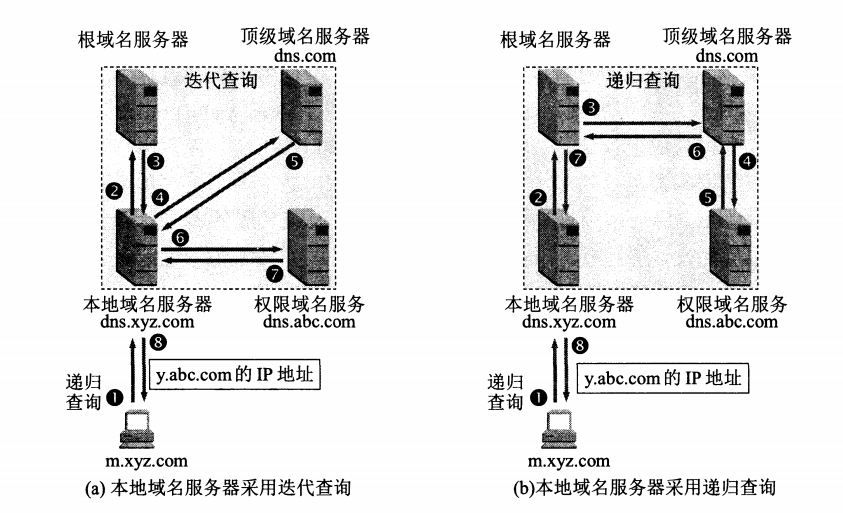 根域名服务器
顶级域名服务器
dns.com
迭代查询
❸
❺
❷
❹
❻
❼
本地域名服务器
dns.xyz.com
权限域名服务
dns.abc.com
❽
y.abc.com的 IP 地址
递归
查询
❶
m.xyz.com
(a) 本地域名服务器采用迭代查询
根域名服务器
顶级域名服务器
dns.com
递归查询
❸
❻
❼
❹
❷
❺
本地域名服务器
dns.xyz.com
权限域名服务
dns.abc.com
❽
y.abc.com的 IP 地址
递归
查询
❶
m.xyz.com
(b)本地域名服务器采用递归查询